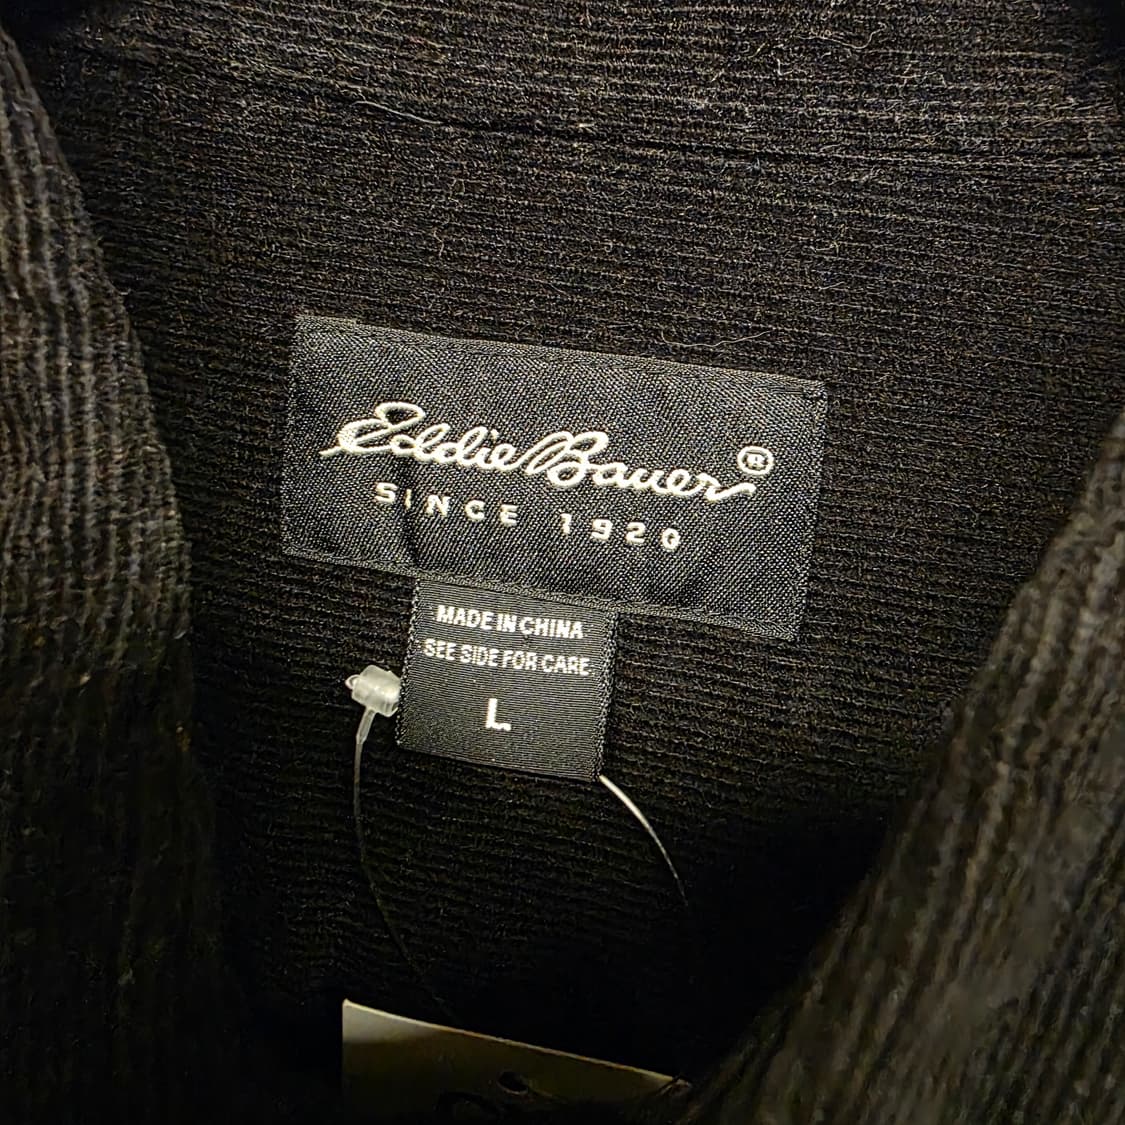 Eddie Bauer®
SINCE 1920
MADE IN CHINA
SEE SIDE FOR CARE
L